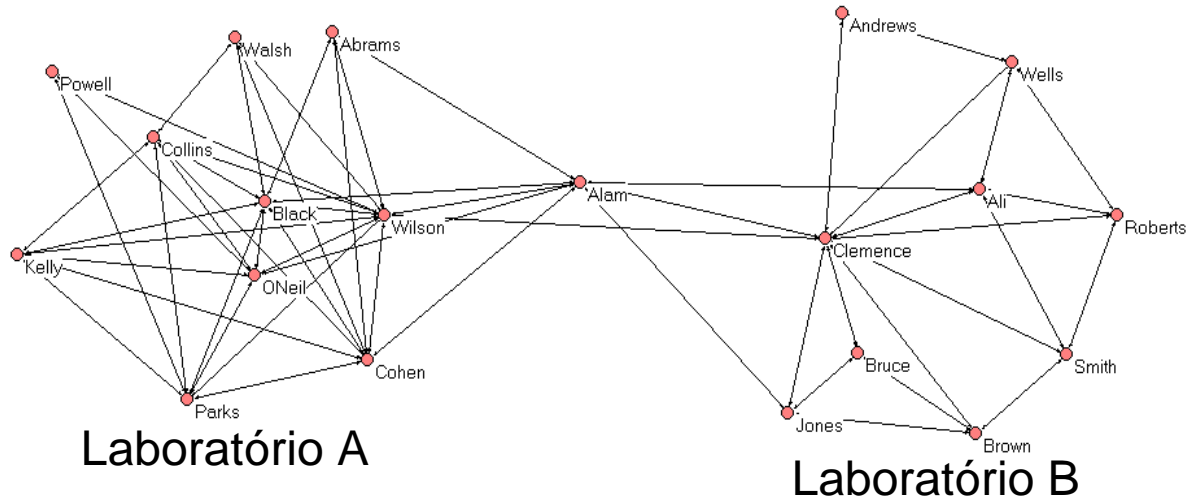 Andrews
Walsh
Abrams
Wells
Powell
Collins
Alam
Ali
Black
Wilson
Roberts
Clemence
Kelly
ONeil
Cohen
Bruce
Smith
Parks
Jones
Brown
Laboratório A
Laboratório B